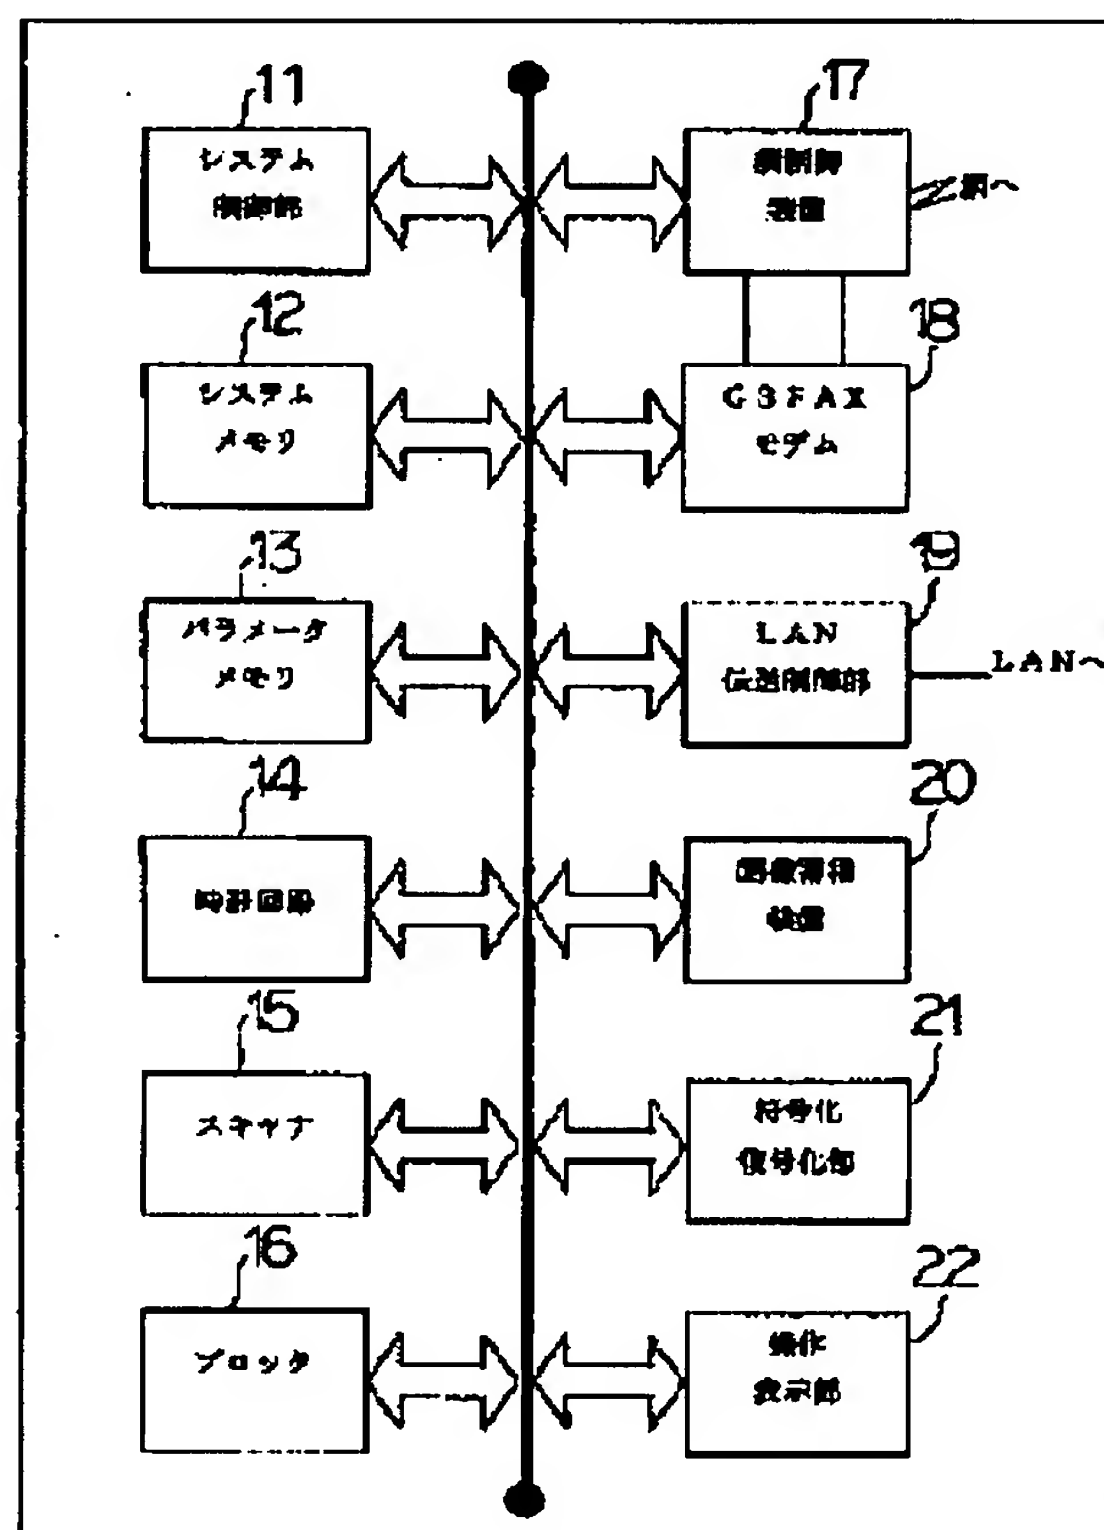 11
システム
制御部
12
システム
メモリ
13
パラメータ
メモリ
14
時計回路
15
スキャナ
16
プロッタ
17
網制御
装置
網へ
18
G3FAX
モデム
19
LAN
伝送制御部
LANへ
20
画像蓄積
装置
21
符号化
復号化部
22
操作
表示部